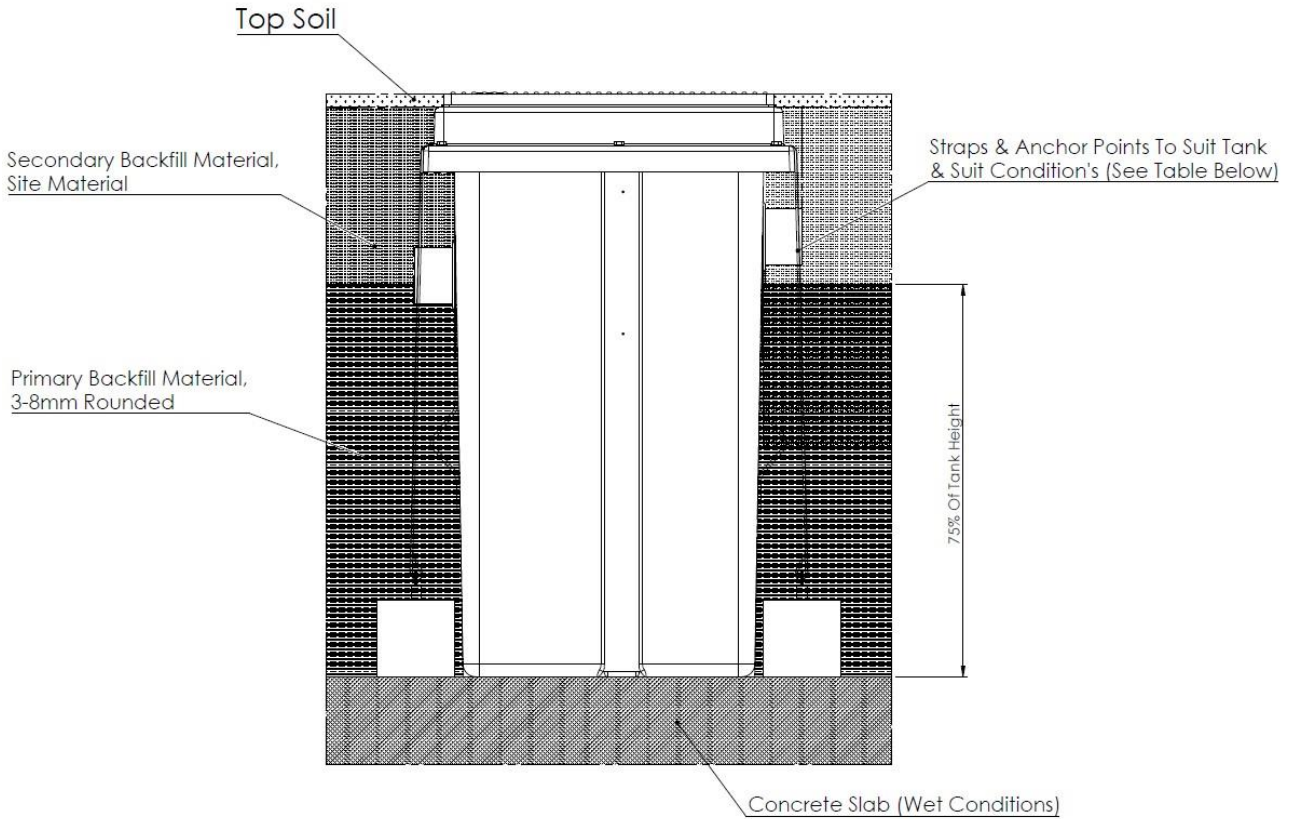 Top Soil
Secondary Backfill Material,
Site Material
Straps & Anchor Points To Suit Tank
& Suit Condition's (See Table Below)
Primary Backfill Material,
3-8mm Rounded
75% Of Tank Height
Concrete Slab (Wet Conditions)